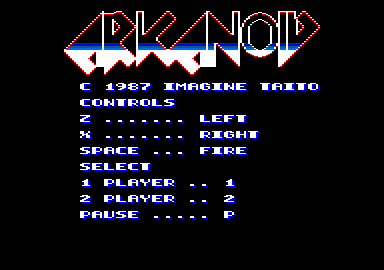 ARKANOID
C 1987 IMAGINE TAITO
CONTROLS
Z ....... LEFT
X ....... RIGHT
SPACE ... FIRE
SELECT
1 PLAYER .. 1
2 PLAYER .. 2
PAUSE ..... P